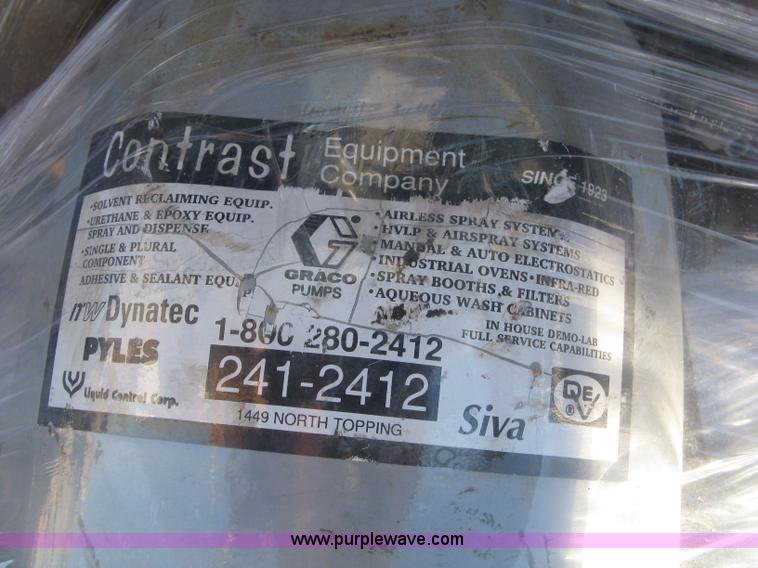 Contrast Equipment Company
SINCE 1923
•SOLVENT RECLAIMING EQUIP.
•URETHANE & EPOXY EQUIP.
SPRAY AND DISPENSE
•SINGLE & PLURAL
COMPONENT
ADHESIVE & SEALANT EQUIP.
G
GRACO
PUMPS
•AIRLESS SPRAY SYSTEMS
•HVLP & AIRSPRAY SYSTEMS
MANUAL & AUTO ELECTROSTATICS
•INDUSTRIAL OVENS•INFRA-RED
•SPRAY BOOTHS & FILTERS
•AQUEOUS WASH CABINETS
IN HOUSE DEMO-LAB
FULL SERVICE CAPABILITIES
mw Dynatec
PYLES
Liquid Control Corp.
1-800 280-2412
241-2412
1449 NORTH TOPPING
Siva
DE/V®
www.purplewave.com